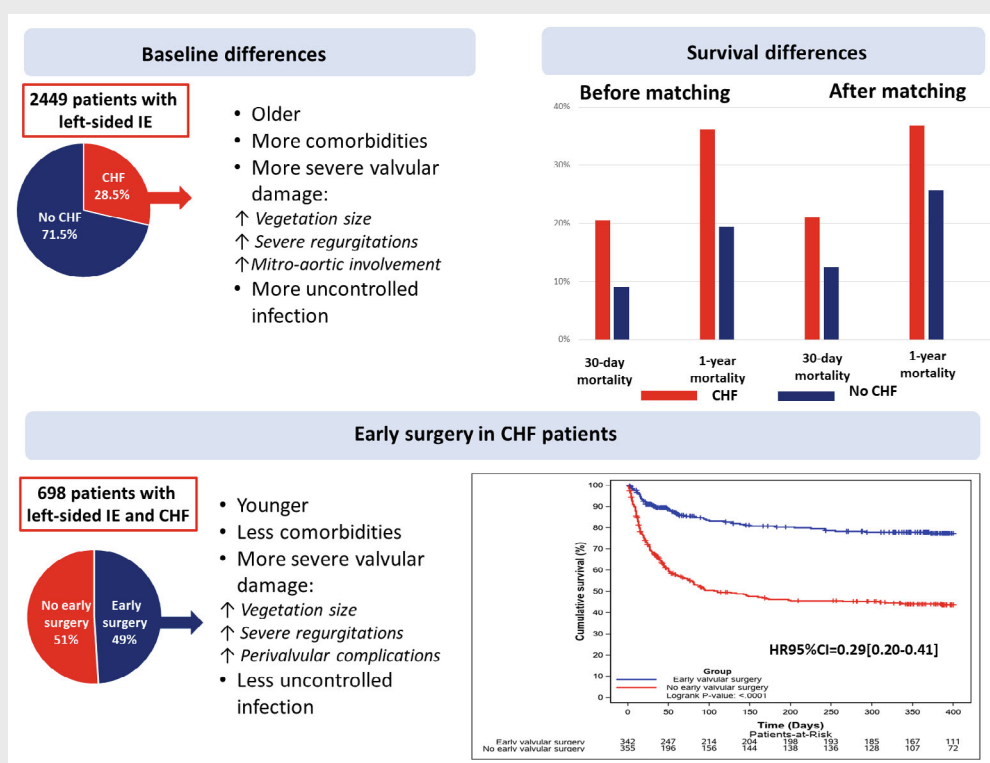 Baseline differences
2449 patients with
left-sided IE
CHF
28.5%
No CHF
71.5%
• Older
• More comorbidities
• More severe valvular
damage:
↑ Vegetation size
↑ Severe regurgitations
↑ Mitro-aortic involvement
• More uncontrolled
infection
Survival differences
Before matching
After matching
40%
30%
20%
10%
0%
30-day
mortality
1-year
mortality
30-day
mortality
1-year
mortality
CHF
No CHF
Early surgery in CHF patients
698 patients with
left-sided IE and CHF
No early
surgery
51%
Early
surgery
49%
• Younger
• Less comorbidities
• More severe valvular
damage:
↑ Vegetation size
↑ Severe regurgitations
↑ Perivalvular complications
• Less uncontrolled
infection
Cumulative survival (%)
100
90
80
70
60
50
40
30
20
10
0
HR95%CI=0.29[0.20-0.41]
Group
Early valvular surgery
No early valvular surgery
Logrank P-value: <.0001
0 50 100 150 200 250 300 350 400
Time (Days)
Patients-at-Risk
Early valvular surgery 342 247 214 204 198 193 185 167 111
No early valvular surgery 355 196 156 144 138 136 128 107 72